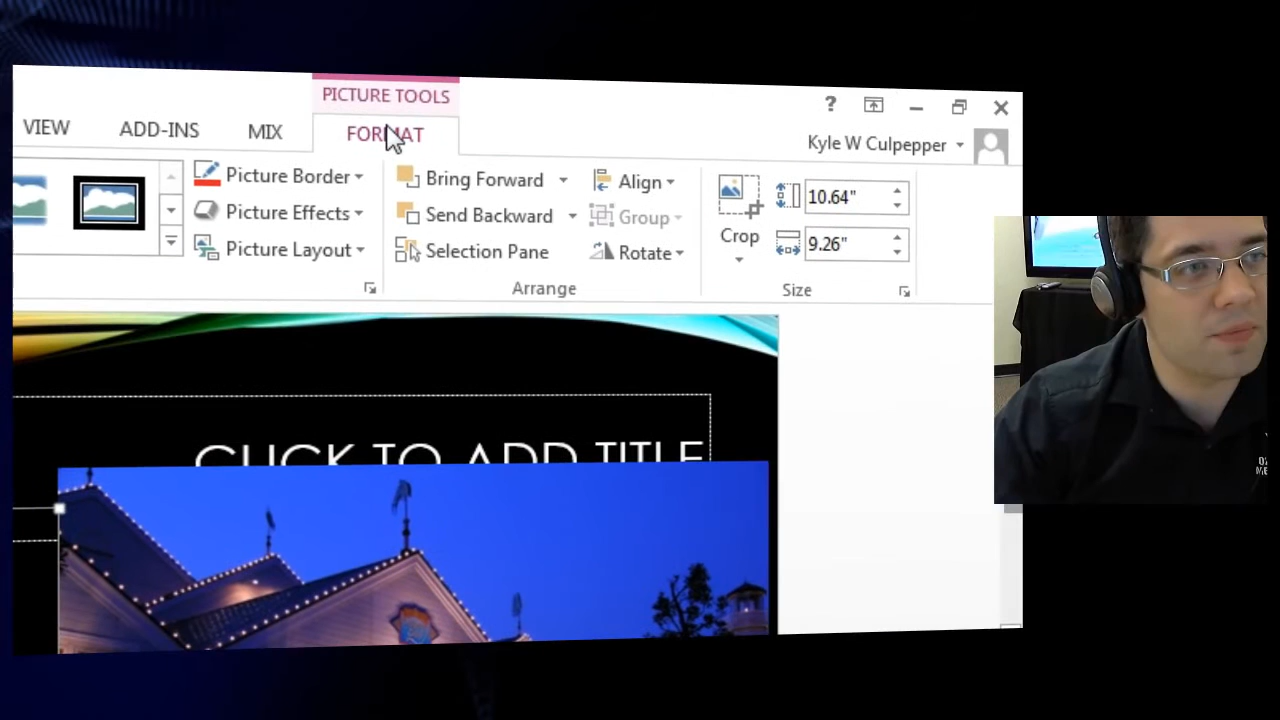 PICTURE TOOLS
?
VIEW ADD-INS MIX FORMAT
Kyle W Culpepper
Picture Border
Picture Effects
Picture Layout
Bring Forward
Send Backward
Selection Pane
Align
Group
Rotate
Arrange
Crop
10.64"
9.26"
Size
CLICK TO ADD TITLE